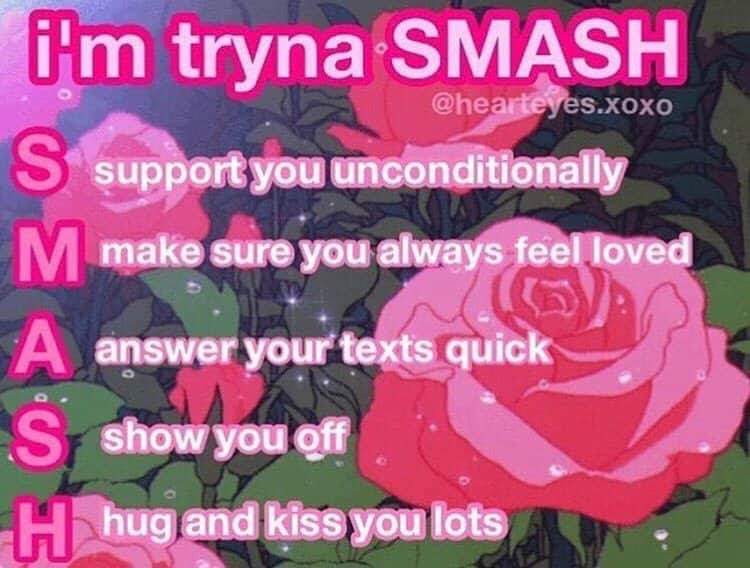 i'm tryna SMASH
@hearteyes.xoxo
S support you unconditionally
M make sure you always feel loved
A answer your texts quick
S show you off
H hug and kiss you lots